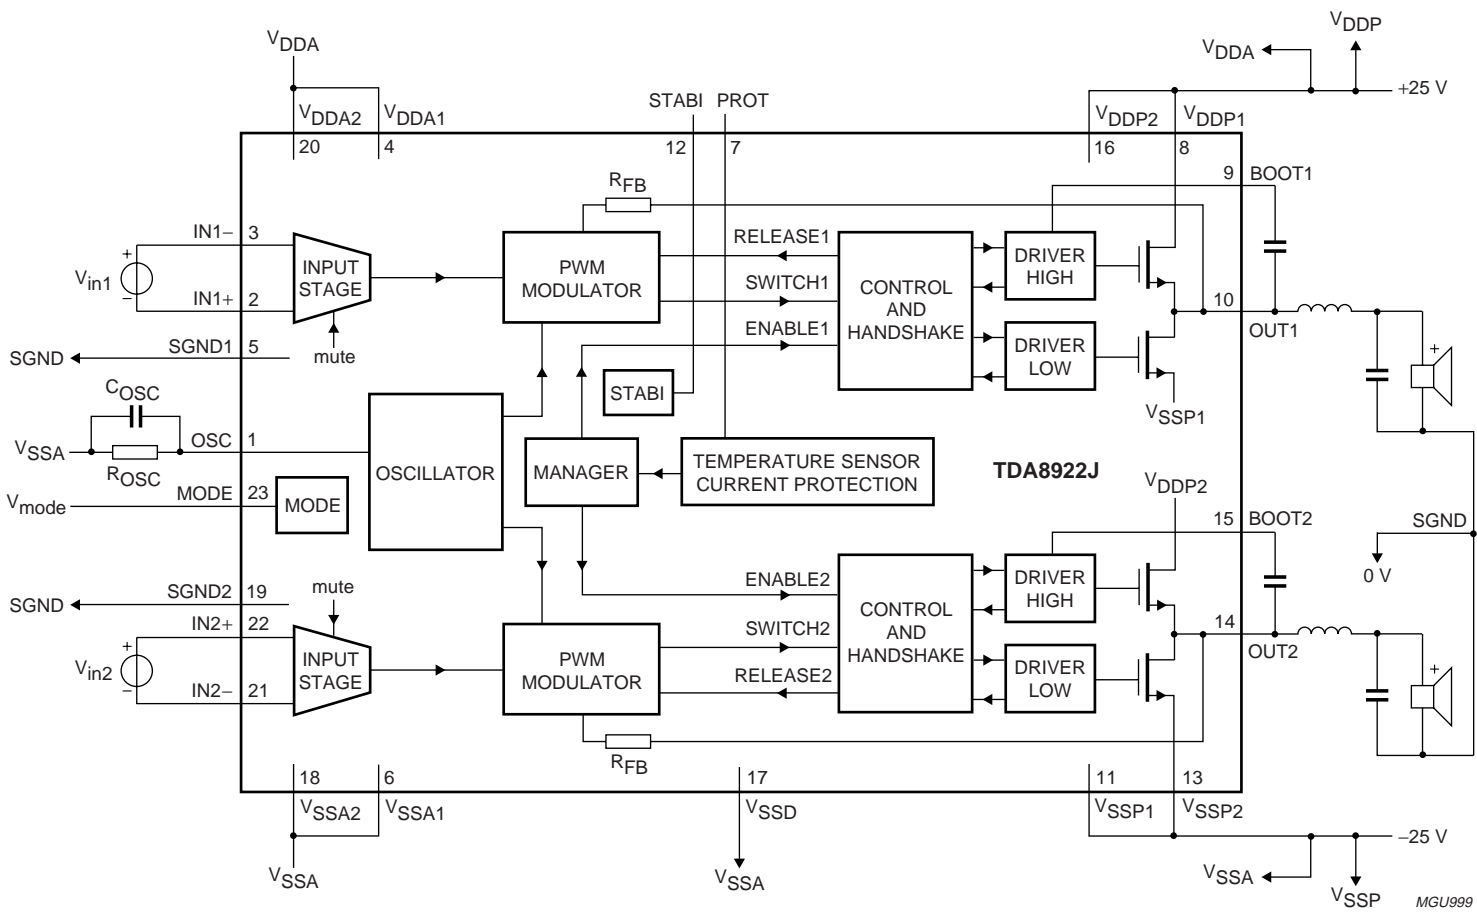 VDDA
VDDP
VDDA
+25 V
STABI PROT
VDDA2 VDDA1
VDDP2 VDDP1
20 4 12 7 16 8
RFB
9 BOOT1
IN1− 3
RELEASE1
+
Vin1
−
INPUT
STAGE
PWM
MODULATOR
SWITCH1
CONTROL
AND
HANDSHAKE
DRIVER
HIGH
IN1+ 2
10
OUT1
mute
ENABLE1
DRIVER
LOW
+
SGND
SGND1 5
COSC
STABI
VSSP1
VSSA
OSC 1
ROSC
OSCILLATOR
MANAGER
TEMPERATURE SENSOR
CURRENT PROTECTION
TDA8922J
Vmode
MODE 23
MODE
VDDP2
15 BOOT2
SGND
0 V
mute
ENABLE2
DRIVER
HIGH
SGND
SGND2 19
IN2+ 22
CONTROL
AND
HANDSHAKE
14
OUT2
+
Vin2
−
INPUT
STAGE
PWM
MODULATOR
SWITCH2
RELEASE2
DRIVER
LOW
+
IN2− 21
RFB
18 6 17 11 13
VSSA2 VSSA1
VSSD
VSSP1 VSSP2
−25 V
VSSA
VSSA
VSSA
VSSP
MGU999